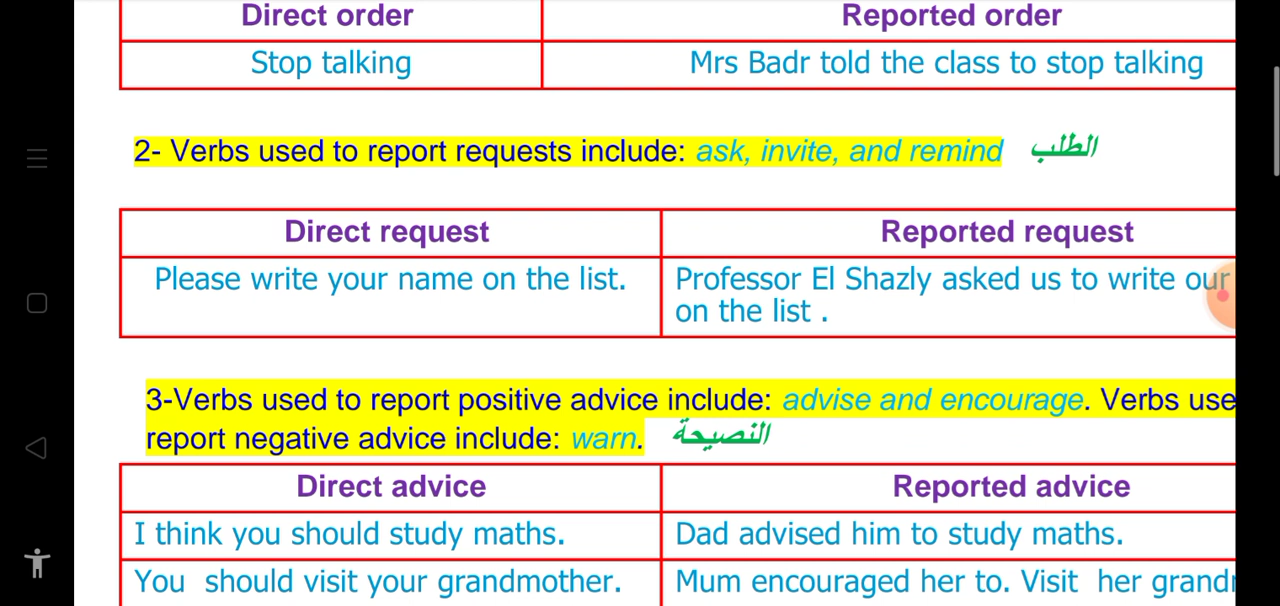 Direct order Reported order
Stop talking Mrs Badr told the class to stop talking
2- Verbs used to report requests include: ask, invite, and remind الطلب
Direct request Reported request
Please write your name on the list. Professor El Shazly asked us to write our
on the list .
3-Verbs used to report positive advice include: advise and encourage. Verbs use
report negative advice include: warn. النصيحة
Direct advice Reported advice
I think you should study maths. Dad advised him to study maths.
You should visit your grandmother. Mum encouraged her to. Visit her